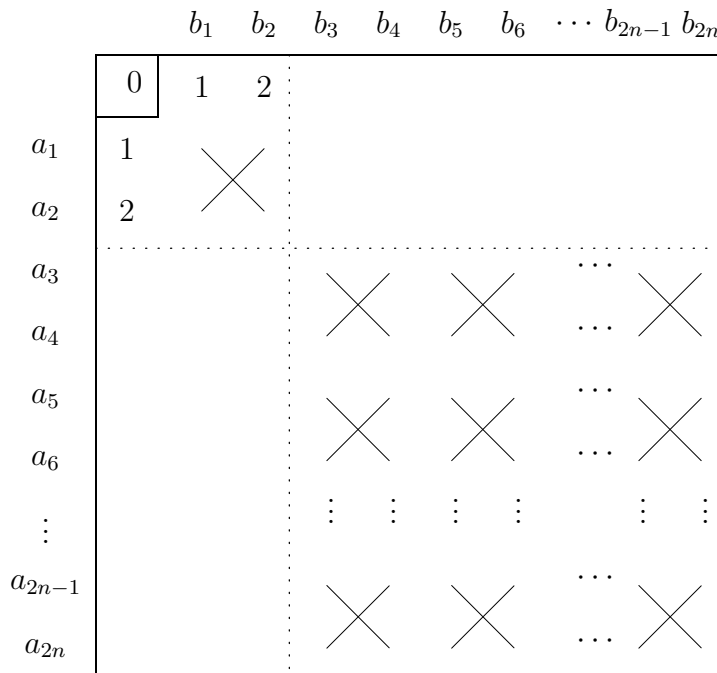 b₁ b₂ b₃ b₄ b₅ b₆ ⋯ b₂ₙ₋₁ b₂ₙ
0 1 2
a₁ 1
a₂ 2
a₃ ⋯
a₄ ⋯
a₅ ⋯
a₆ ⋯
⋮ ⋮ ⋮ ⋮ ⋮ ⋮ ⋮
a₂ₙ₋₁ ⋯
a₂ₙ ⋯